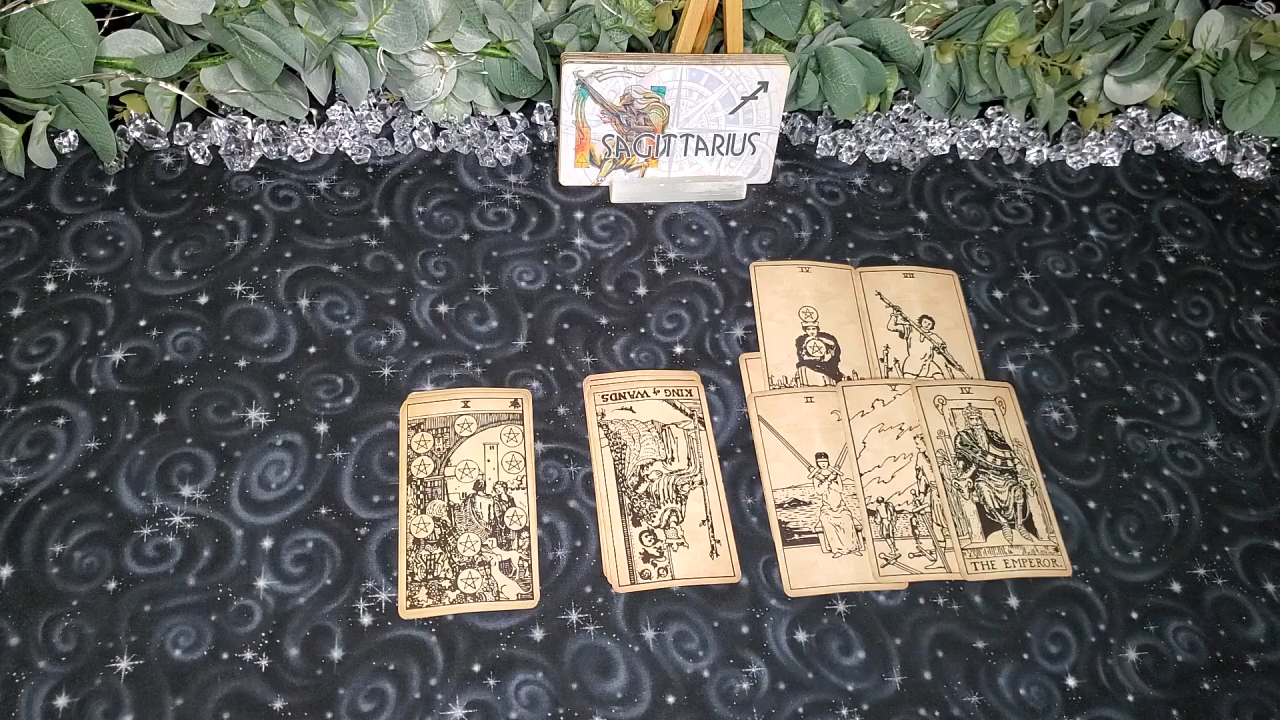 SAGITTARIUS
IV
VII
X
KING of WANDS
II
V
IV
THE EMPEROR.